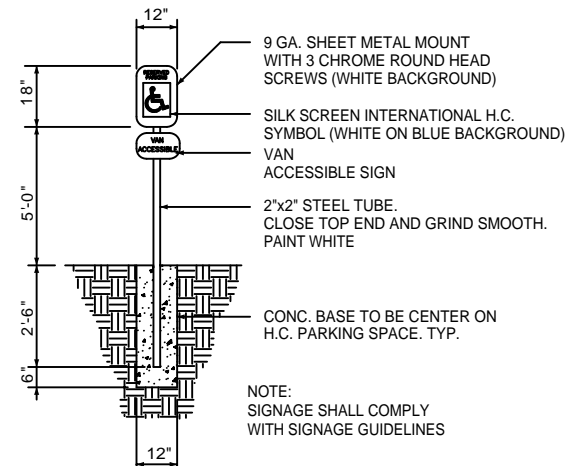 12"
9 GA. SHEET METAL MOUNT
WITH 3 CHROME ROUND HEAD
SCREWS (WHITE BACKGROUND)
18"
RESERVED
PARKING
SILK SCREEN INTERNATIONAL H.C.
SYMBOL (WHITE ON BLUE BACKGROUND)
VAN
ACCESSIBLE
VAN
ACCESSIBLE SIGN
5'-0"
2"x2" STEEL TUBE.
CLOSE TOP END AND GRIND SMOOTH.
PAINT WHITE
2'-6"
CONC. BASE TO BE CENTER ON
H.C. PARKING SPACE. TYP.
6"
NOTE:
SIGNAGE SHALL COMPLY
WITH SIGNAGE GUIDELINES
12"